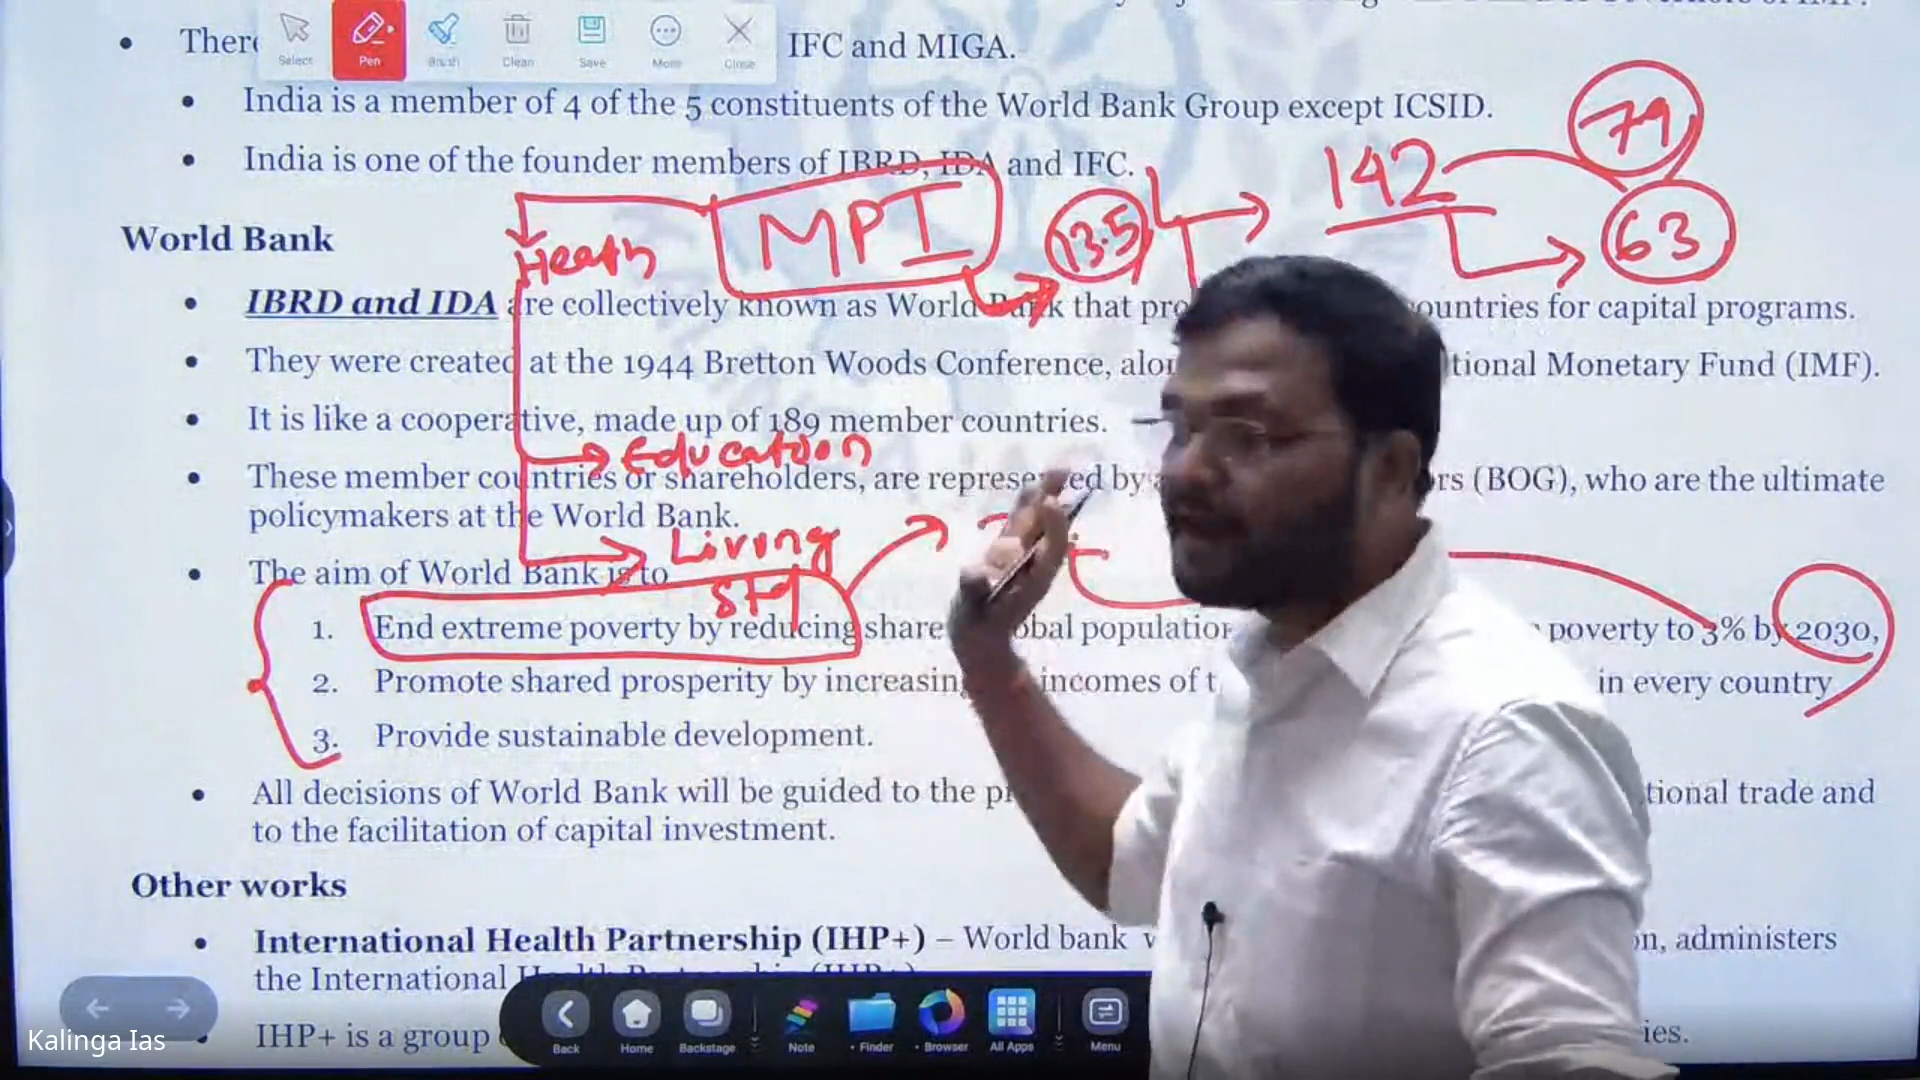 There
IFC and MIGA.
Select
Pen
Brush
Clean
Save
More
Close
India is a member of 4 of the 5 constituents of the World Bank Group except ICSID.
India is one of the founder members of IBRD, IDA and IFC.
79
142
63
MPI
13.5
Heath
World Bank
IBRD and IDA are collectively known as World Bank that pro ountries for capital programs.
They were created at the 1944 Bretton Woods Conference, alon tional Monetary Fund (IMF).
It is like a cooperative, made up of 189 member countries.
Education
These member countries or shareholders, are represented by a rs (BOG), who are the ultimate
policymakers at the World Bank.
Living
Std
The aim of World Bank is to
1. End extreme poverty by reducing share obal population poverty to 3% by 2030,
2. Promote shared prosperity by increasing incomes of t in every country
3. Provide sustainable development.
All decisions of World Bank will be guided to the pr tional trade and
to the facilitation of capital investment.
Other works
International Health Partnership (IHP+) – World bank w n, administers
the International Health Partnership (IHP+)
IHP+ is a group ies.
Kalinga Ias
Back
Home
Backstage
Note
Finder
Browser
All Apps
Menu